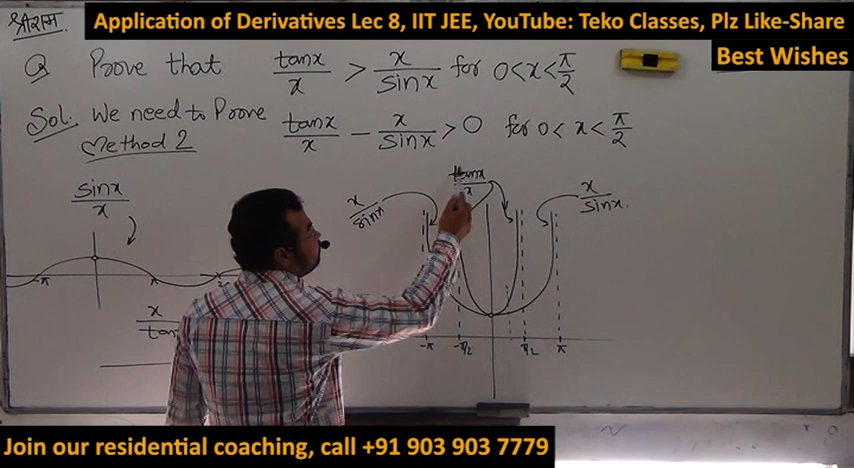 श्रीराम.
Application of Derivatives Lec 8, IIT JEE, YouTube: Teko Classes, Plz Like-Share
Best Wishes
Q Prove that tanx/x > x/sinx for 0<x<π/2
Sol. We need to Prove tanx/x - x/sinx > 0 for 0 < x < π/2
Method 2
sinx/x
x/sinx
tanx/x
x/sinx.
-π π
x/tan
-π -π/2 π/2 π
Join our residential coaching, call +91 903 903 7779